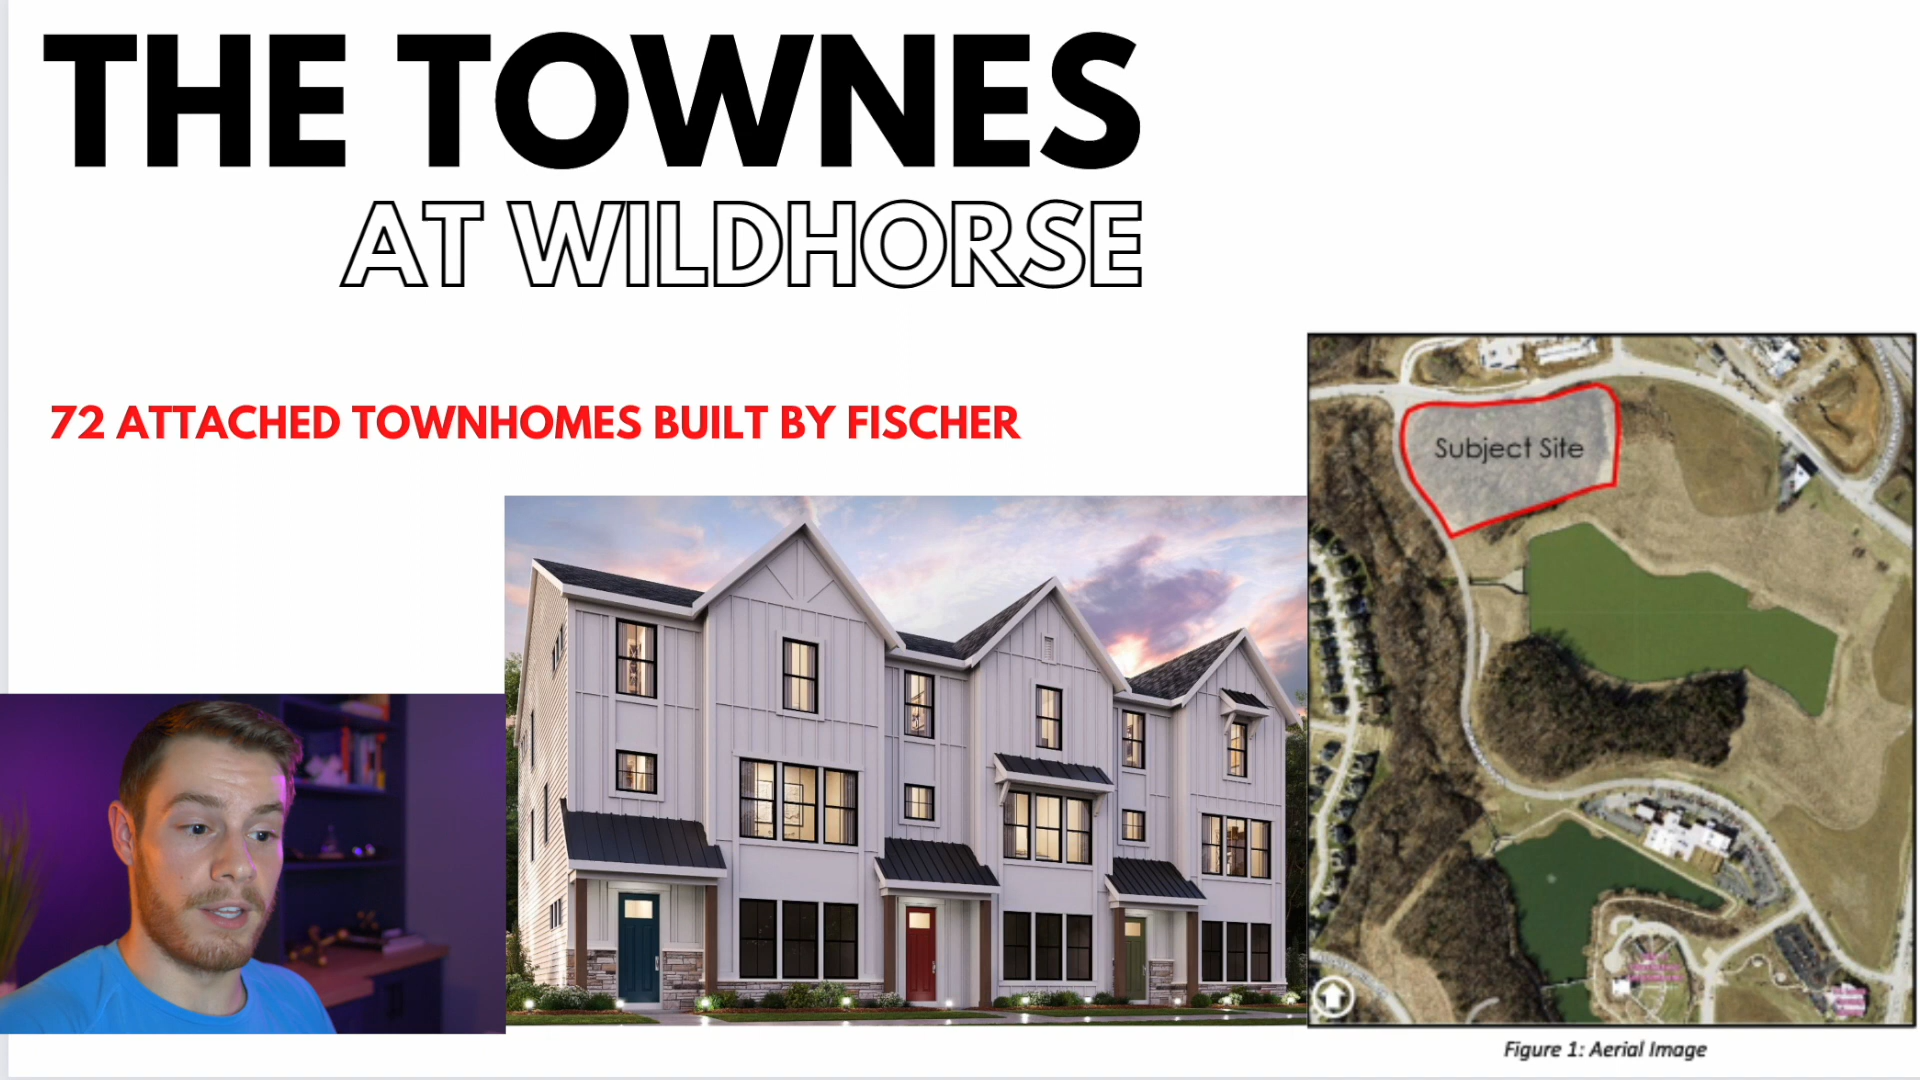 THE TOWNES
AT WILDHORSE
72 ATTACHED TOWNHOMES BUILT BY FISCHER
Subject Site
Figure 1: Aerial Image